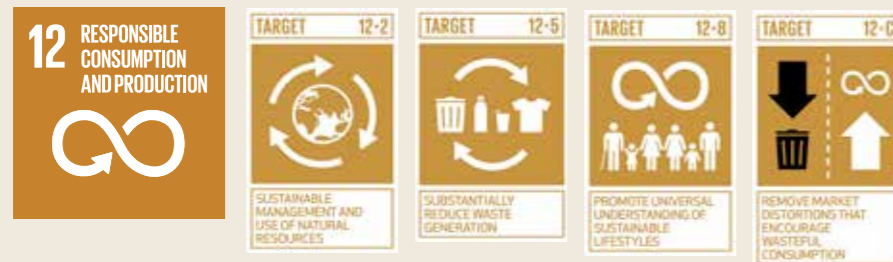 12 RESPONSIBLE
CONSUMPTION
AND PRODUCTION
TARGET 12-2
SUSTAINABLE
MANAGEMENT AND
USE OF NATURAL
RESOURCES
TARGET 12-5
SUBSTANTIALLY
REDUCE WASTE
GENERATION
TARGET 12-8
PROMOTE UNIVERSAL
UNDERSTANDING OF
SUSTAINABLE
LIFESTYLES
TARGET 12-C
REMOVE MARKET
DISTORTIONS THAT
ENCOURAGE
WASTEFUL
CONSUMPTION